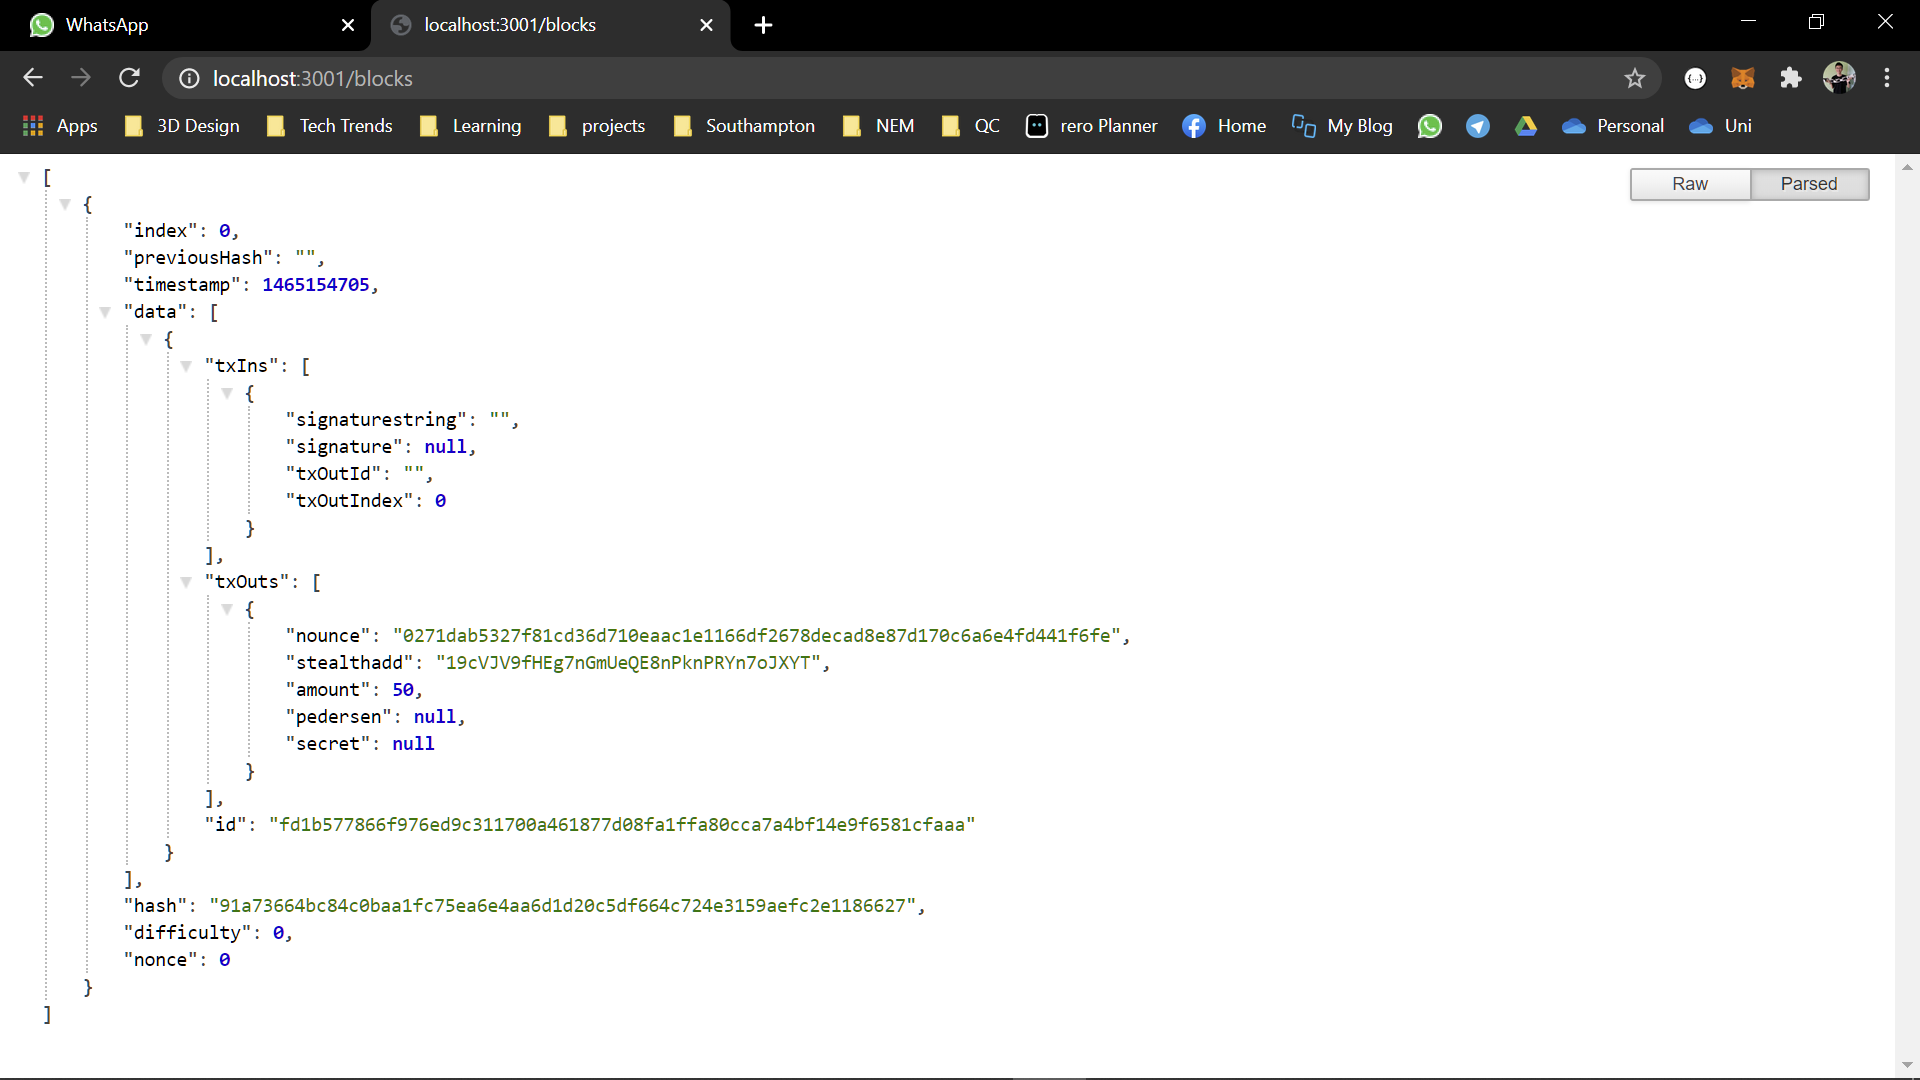 WhatsApp
localhost:3001/blocks
localhost:3001/blocks
Apps 3D Design Tech Trends Learning projects Southampton NEM QC rero Planner Home My Blog Personal Uni
Raw Parsed
[
{
"index": 0,
"previousHash": "",
"timestamp": 1465154705,
"data": [
{
"txIns": [
{
"signaturestring": "",
"signature": null,
"txOutId": "",
"txOutIndex": 0
}
],
"txOuts": [
{
"nounce": "0271dab5327f81cd36d710eaac1e1166df2678decad8e87d170c6a6e4fd441f6fe",
"stealthadd": "19cVJV9fHEg7nGmUeQE8nPknPRYn7oJXYT",
"amount": 50,
"pedersen": null,
"secret": null
}
],
"id": "fd1b577866f976ed9c311700a461877d08fa1ffa80cca7a4bf14e9f6581cfaaa"
}
],
"hash": "91a73664bc84c0baa1fc75ea6e4aa6d1d20c5df664c724e3159aefc2e1186627",
"difficulty": 0,
"nonce": 0
}
]